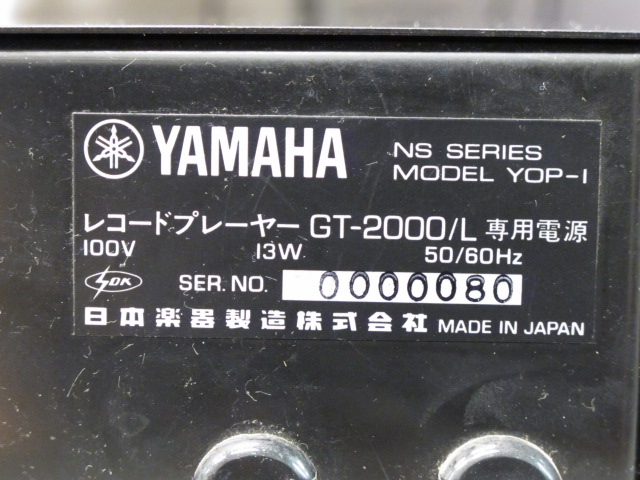 YAMAHA
NS SERIES
MODEL YOP-1
レコードプレーヤー GT-2000/L 専用電源
100V 13W 50/60Hz
SDK SER. NO. 0000080
日本楽器製造株式会社 MADE IN JAPAN